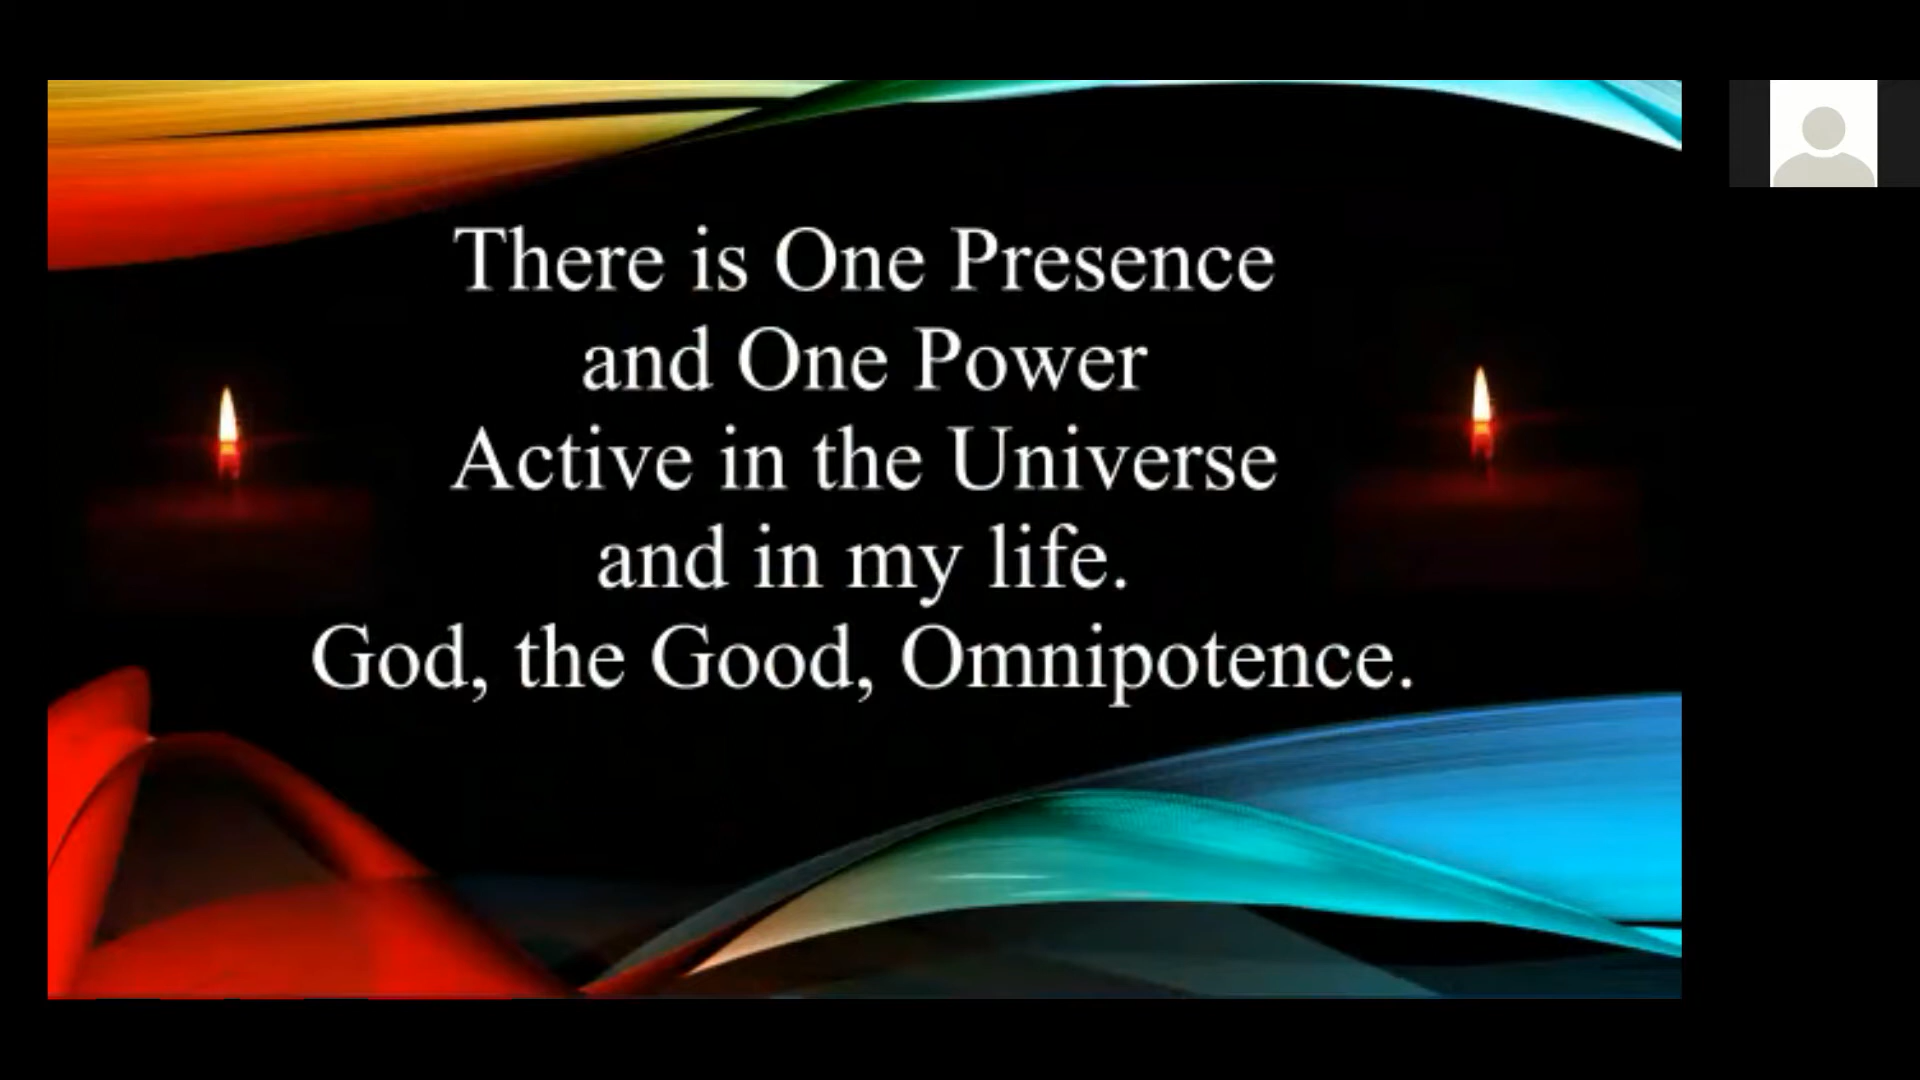 There is One Presence
and One Power
Active in the Universe
and in my life.
God, the Good, Omnipotence.